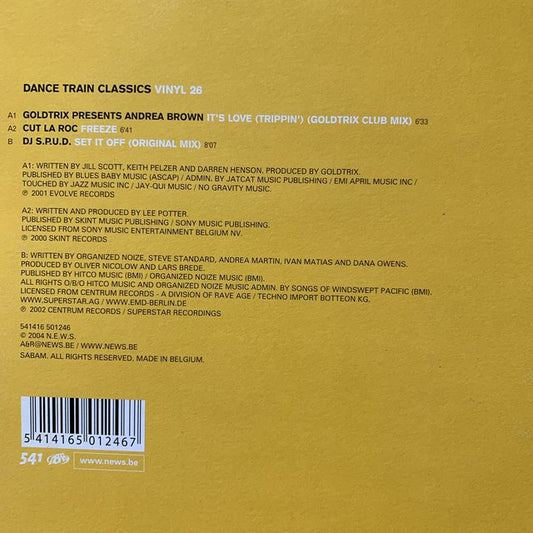 DANCE TRAIN CLASSICS VINYL 26
A1 GOLDTRIX PRESENTS ANDREA BROWN IT'S LOVE (TRIPPIN') (GOLDTRIX CLUB MIX) 6'33
A2 CUT LA ROC FREEZE 6'41
B DJ S.P.U.D. SET IT OFF (ORIGINAL MIX) 8'07
A1: WRITTEN BY JILL SCOTT, KEITH PELZER AND DARREN HENSON. PRODUCED BY GOLDTRIX.
PUBLISHED BY BLUES BABY MUSIC (ASCAP) / ADMIN. BY JATCAT MUSIC PUBLISHING / EMI APRIL MUSIC INC /
TOUCHED BY JAZZ MUSIC INC / JAY-QUI MUSIC / NO GRAVITY MUSIC.
℗ 2001 EVOLVE RECORDS
A2: WRITTEN AND PRODUCED BY LEE POTTER.
PUBLISHED BY SKINT MUSIC PUBLISHING / SONY MUSIC PUBLISHING.
LICENSED FROM SONY MUSIC ENTERTAINMENT BELGIUM NV.
℗ 2000 SKINT RECORDS
B: WRITTEN BY ORGANIZED NOIZE, STEVE STANDARD, ANDREA MARTIN, IVAN MATIAS AND DANA OWENS.
PRODUCED BY OLIVER NICOLOW AND LARS BREDE.
PUBLISHED BY HITCO MUSIC (BMI) / ORGANIZED NOIZE MUSIC (BMI).
ALL RIGHTS O/B/O HITCO MUSIC AND ORGANIZED NOIZE MUSIC ADMIN. BY SONGS OF WINDSWEPT PACIFIC (BMI).
LICENSED FROM CENTRUM RECORDS - A DIVISION OF RAVE AGE / TECHNO IMPORT BOTTEON KG.
WWW.SUPERSTAR.AG / WWW.EMD-BERLIN.DE
℗ 2002 CENTRUM RECORDS / SUPERSTAR RECORDINGS
541416 501246
© 2004 N.E.W.S.
A&R@NEWS.BE / WWW.NEWS.BE
SABAM. ALL RIGHTS RESERVED. MADE IN BELGIUM.
5 414165 012467
541 www.news.be